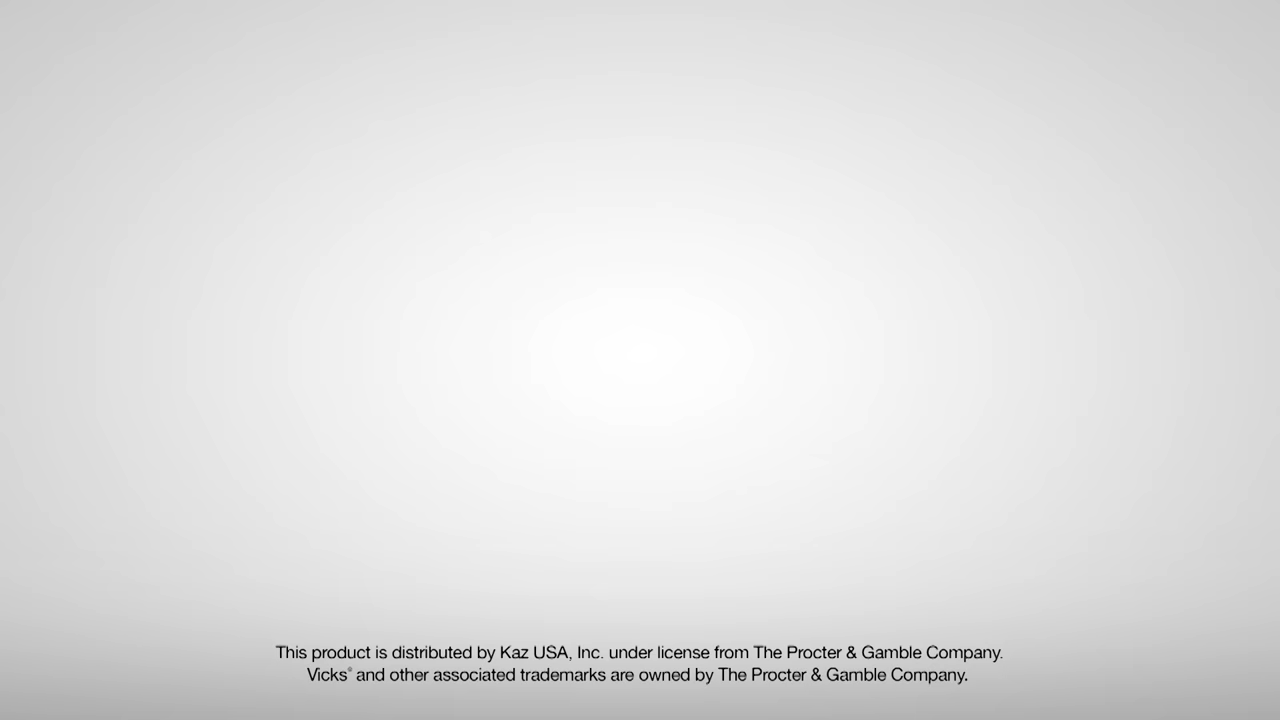 This product is distributed by Kaz USA, Inc. under license from The Procter & Gamble Company.
Vicks® and other associated trademarks are owned by The Procter & Gamble Company.